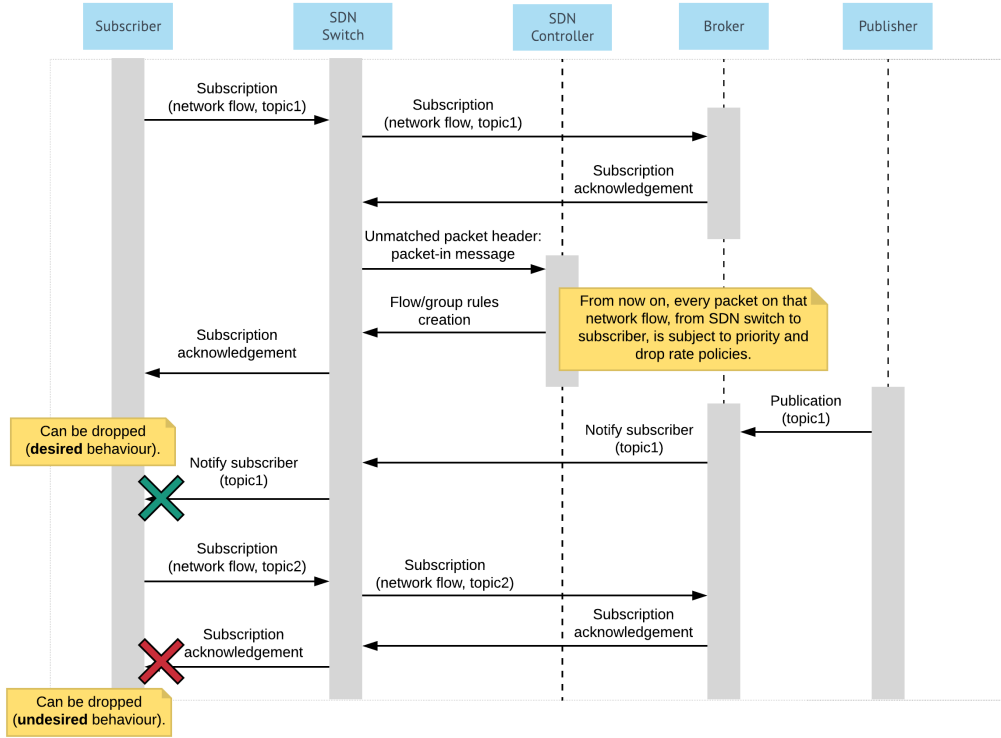 Subscriber
SDN
Switch
SDN
Controller
Broker
Publisher
Subscription
(network flow, topic1)
Subscription
(network flow, topic1)
Subscription
acknowledgement
Unmatched packet header:
packet-in message
From now on, every packet on that
network flow, from SDN switch to
subscriber, is subject to priority and
drop rate policies.
Flow/group rules
creation
Subscription
acknowledgement
Publication
(topic1)
Can be dropped
(desired behaviour).
Notify subscriber
(topic1)
Notify subscriber
(topic1)
Subscription
(network flow, topic2)
Subscription
(network flow, topic2)
Subscription
acknowledgement
Subscription
acknowledgement
Can be dropped
(undesired behaviour).